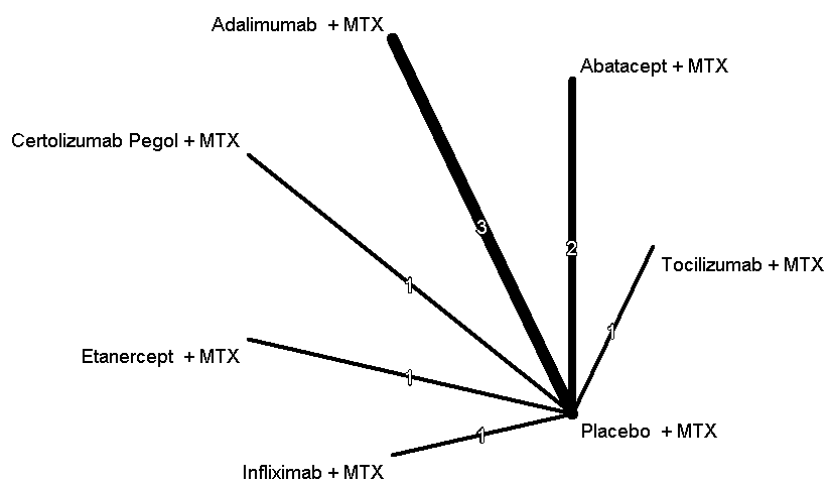 Adalimumab + MTX
Abatacept + MTX
Certolizumab Pegol + MTX
3
2
Tocilizumab + MTX
1
1
Etanercept + MTX
1
Placebo + MTX
1
Infliximab + MTX